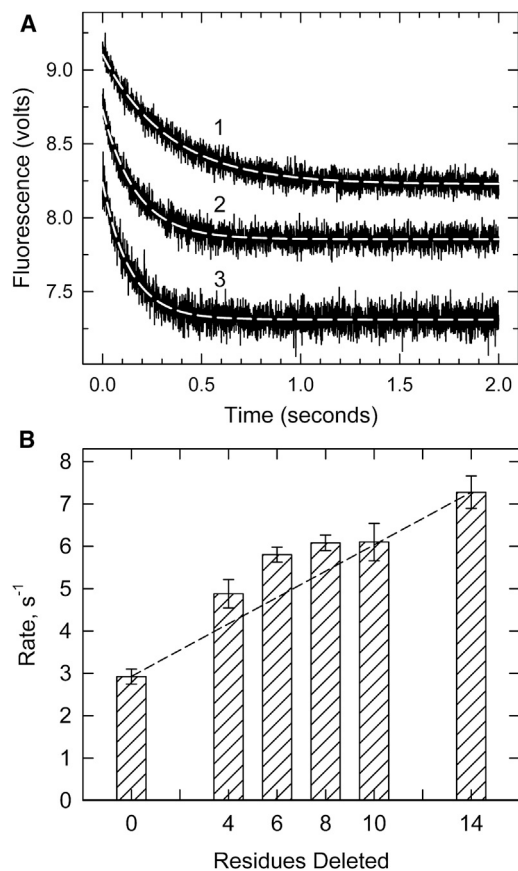 A
Fluorescence (volts)
9.0
8.5
8.0
7.5
1
2
3
0.0 0.5 1.0 1.5 2.0
Time (seconds)
B
Rate, s⁻¹
8
7
6
5
4
3
2
1
0
0 4 6 8 10 14
Residues Deleted